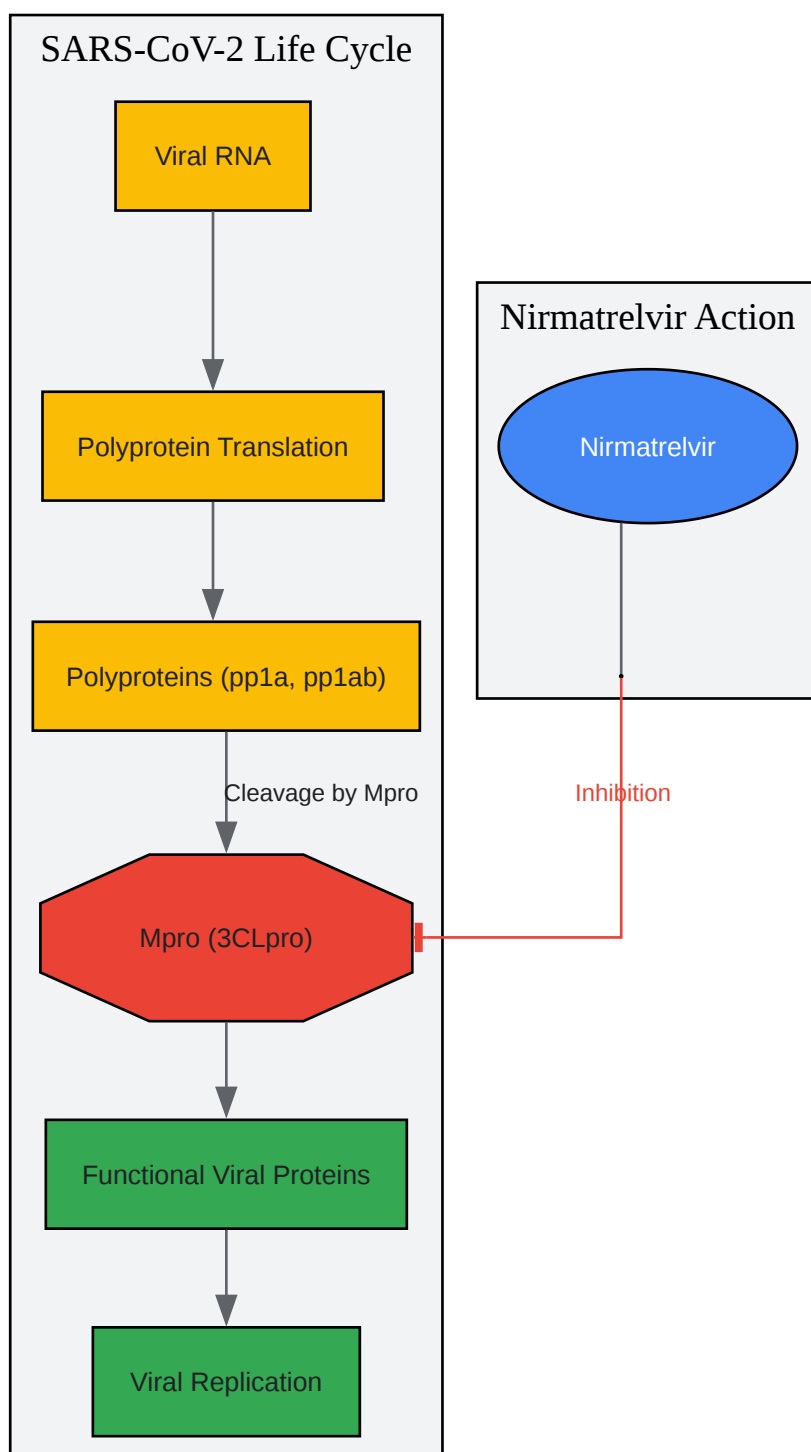 SARS-CoV-2 Life Cycle
Viral RNA
Polyprotein Translation
Polyproteins (pp1a, pp1ab)
Cleavage by Mpro
Mpro (3CLpro)
Functional Viral Proteins
Viral Replication
Nirmatrelvir Action
Nirmatrelvir
Inhibition